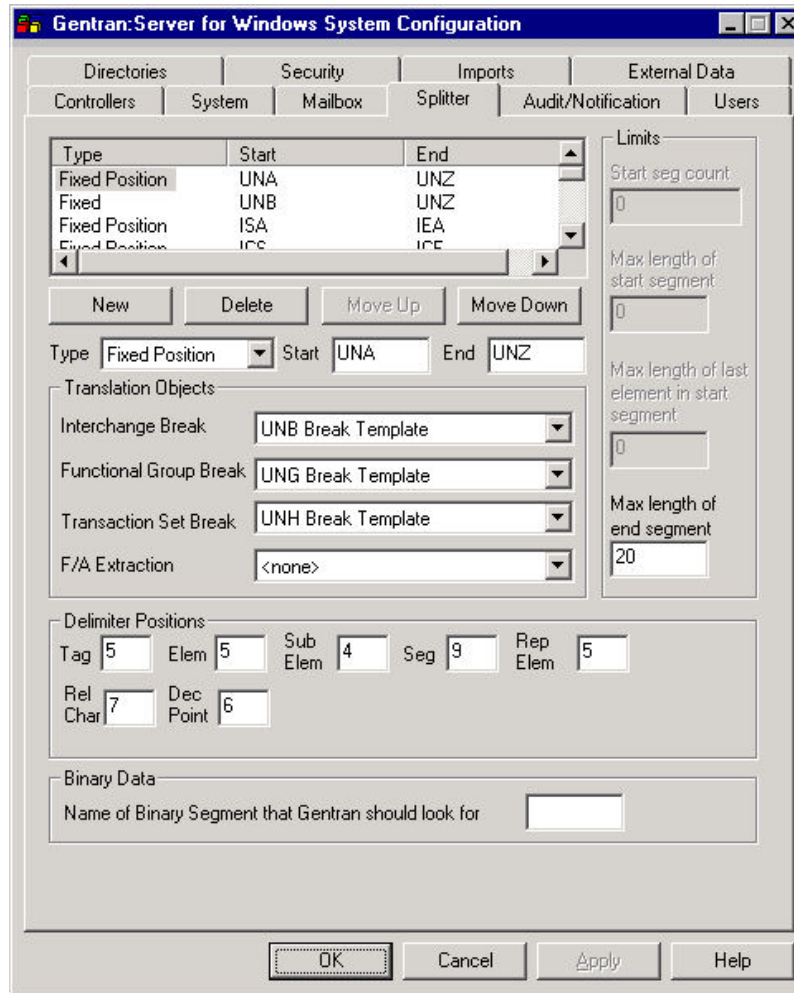 Gentran:Server for Windows System Configuration
Directories Security Imports External Data
Controllers System Mailbox Splitter Audit/Notification Users
Type Start End
Fixed Position UNA UNZ
Fixed UNB UNZ
Fixed Position ISA IEA
Fixed Position ICS ICE
New Delete Move Up Move Down
Type Fixed Position Start UNA End UNZ
Translation Objects
Interchange Break UNB Break Template
Functional Group Break UNG Break Template
Transaction Set Break UNH Break Template
F/A Extraction <none>
Limits
Start seg count
0
Max length of
start segment
0
Max length of last
element in start
segment
0
Max length of
end segment
20
Delimiter Positions
Tag 5 Elem 5 Sub Elem 4 Seg 9 Rep Elem 5
Rel Char 7 Dec Point 6
Binary Data
Name of Binary Segment that Gentran should look for
OK Cancel Apply Help